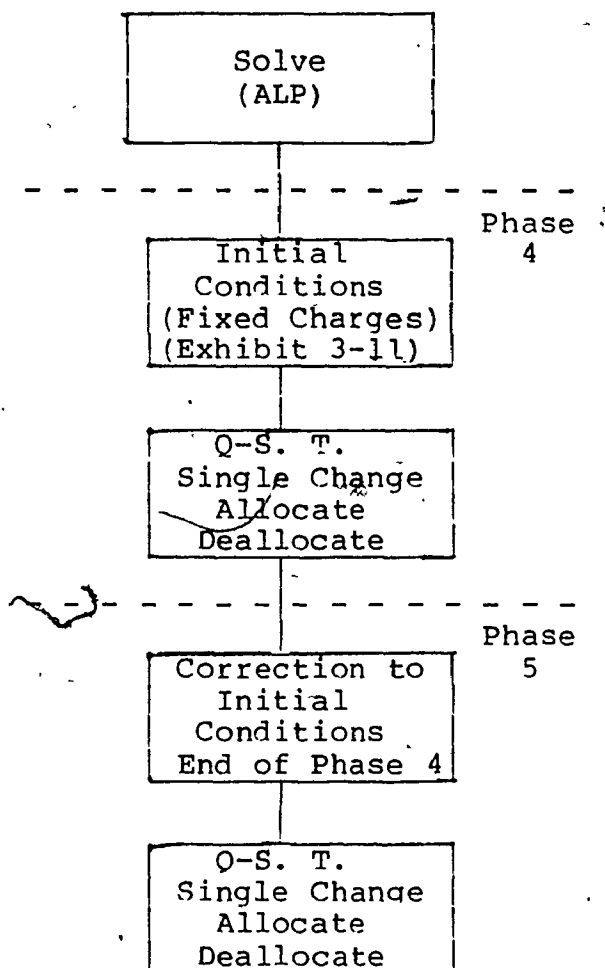 Solve
(ALP)
Phase
4
Initial
Conditions
(Fixed Charges)
(Exhibit 3-11)
Q-S. T.
Single Change
Allocate
Deallocate
Phase
5
Correction to
Initial
Conditions
End of Phase 4
Q-S. T.
Single Change
Allocate
Deallocate